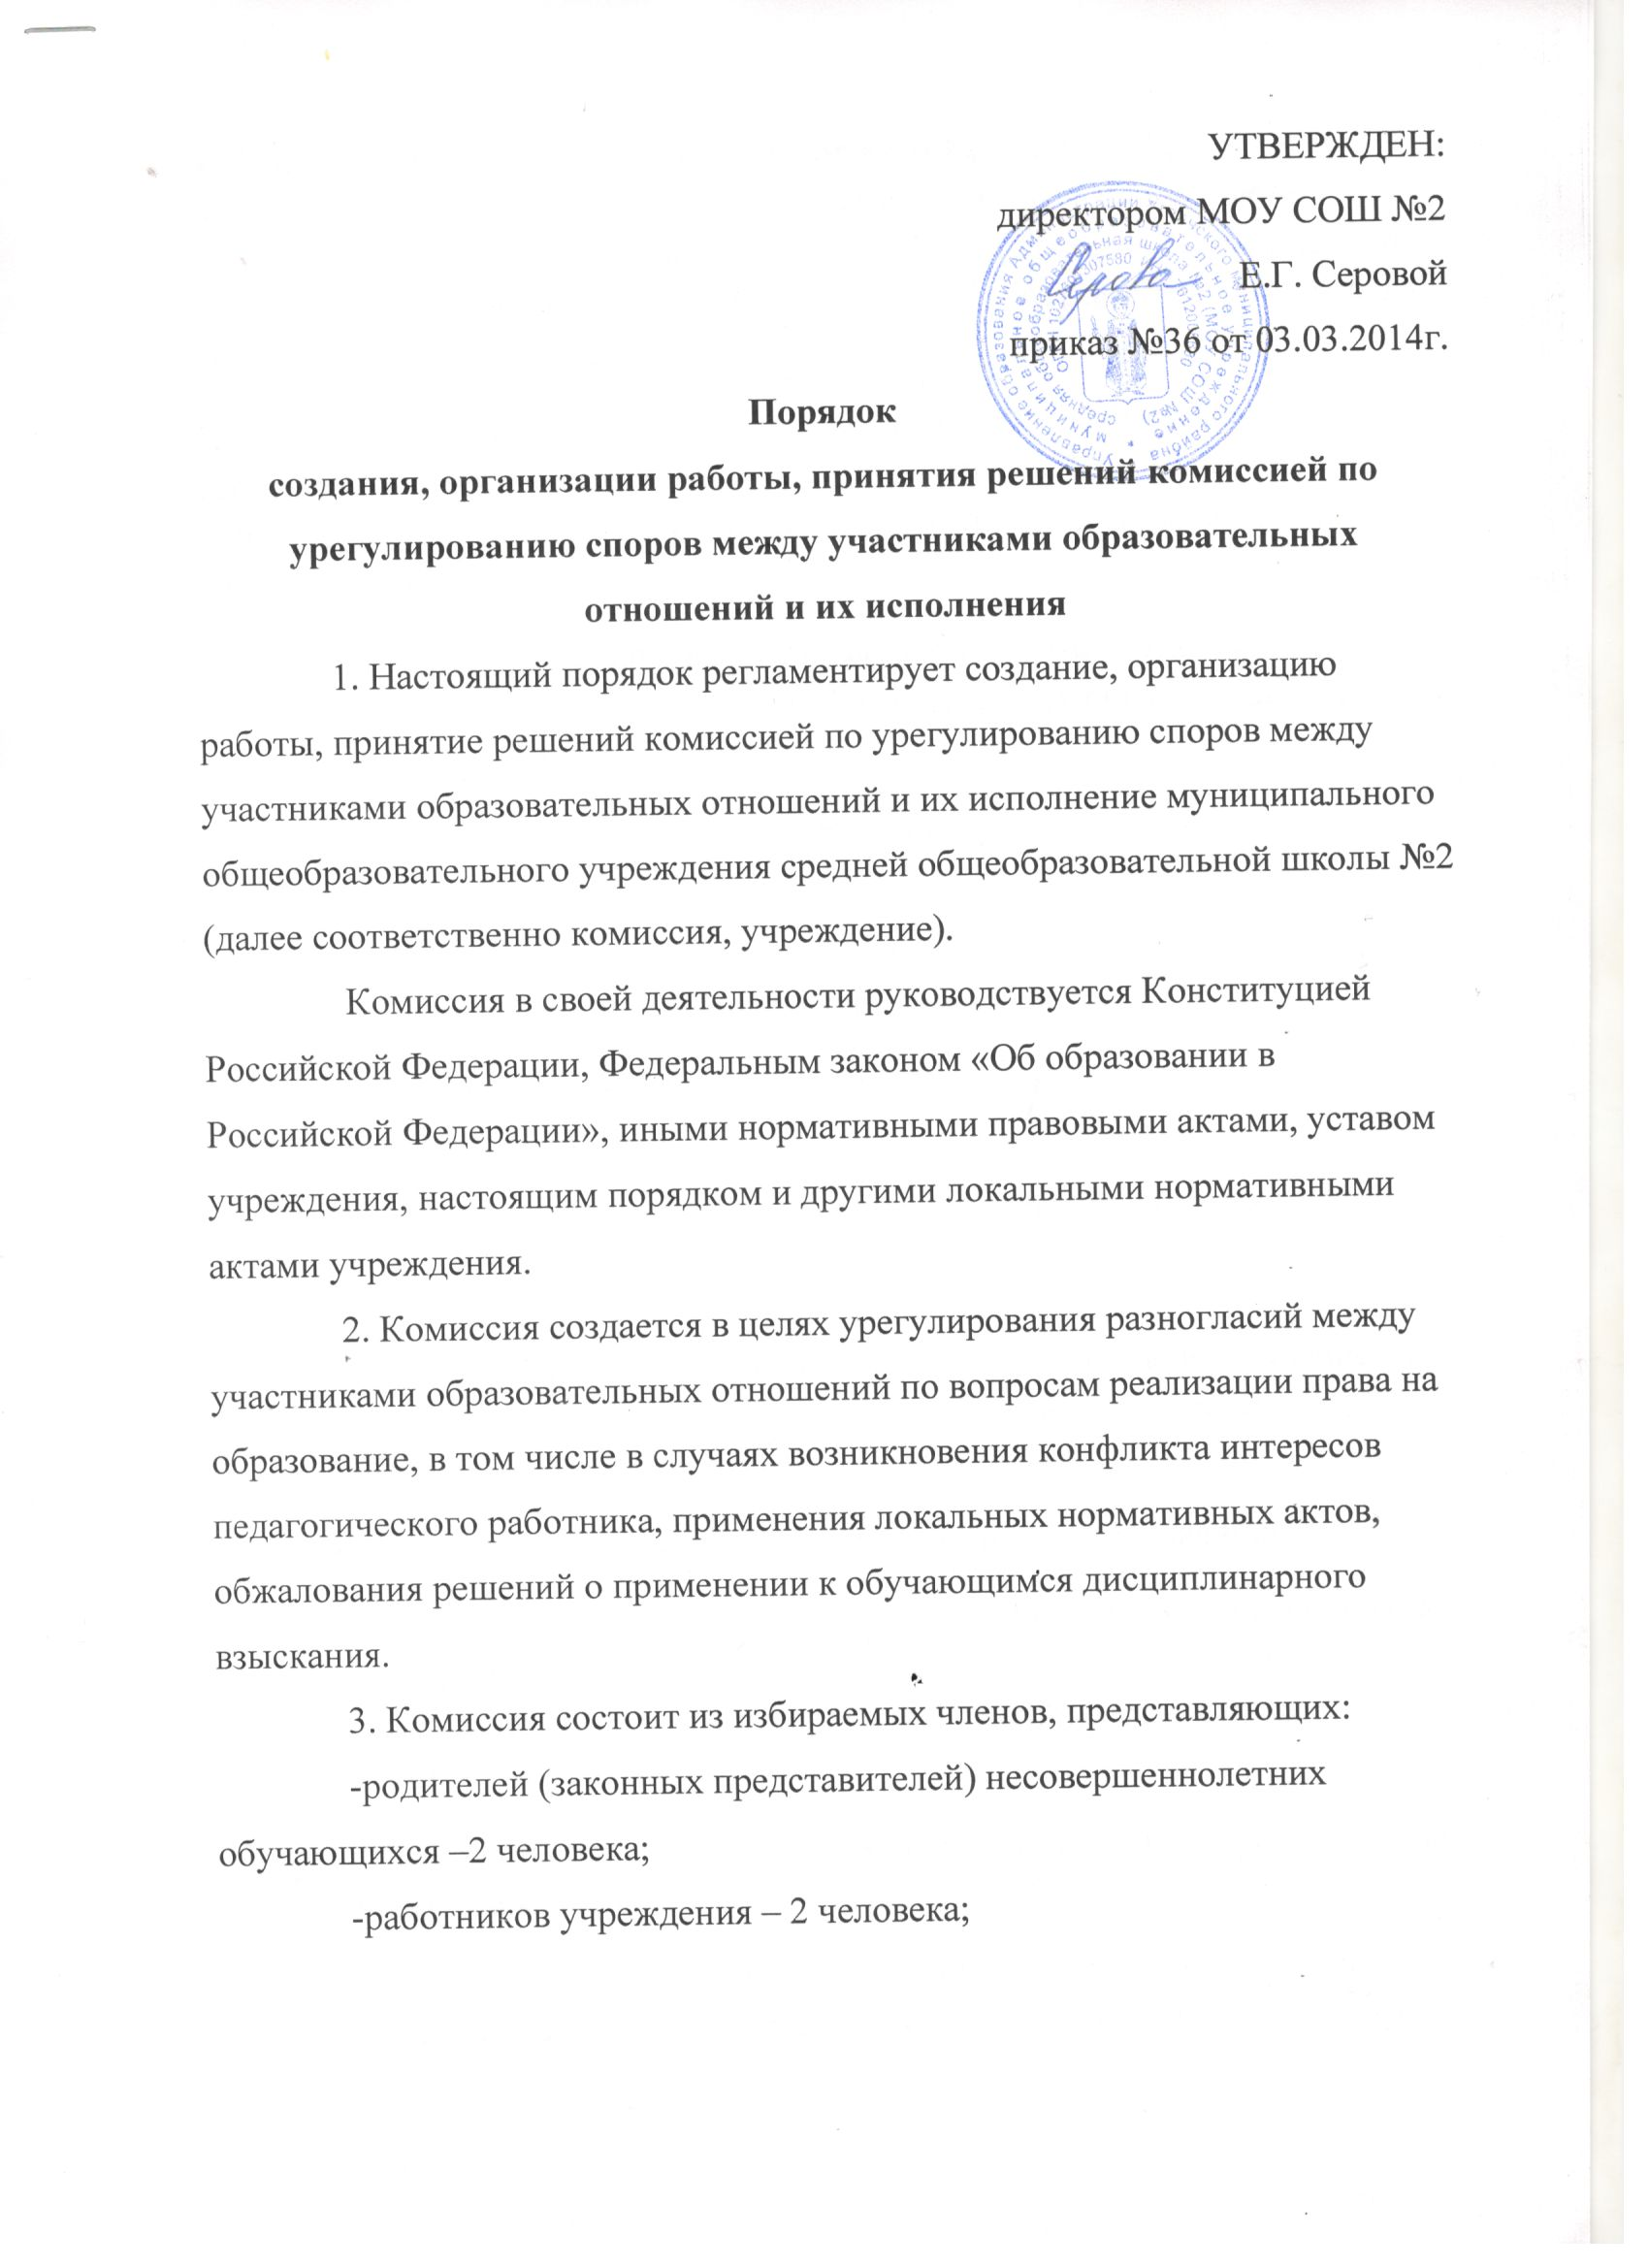 УТВЕРЖДЕН:
директором МОУ СОШ №2
Е.Г. Серовой
приказ №36 от 03.03.2014г.
Порядок
создания, организации работы, принятия решений комиссией по
урегулированию споров между участниками образовательных
отношений и их исполнения
1. Настоящий порядок регламентирует создание, организацию
работы, принятие решений комиссией по урегулированию споров между
участниками образовательных отношений и их исполнение муниципального
общеобразовательного учреждения средней общеобразовательной школы №2
(далее соответственно комиссия, учреждение).
Комиссия в своей деятельности руководствуется Конституцией
Российской Федерации, Федеральным законом «Об образовании в
Российской Федерации», иными нормативными правовыми актами, уставом
учреждения, настоящим порядком и другими локальными нормативными
актами учреждения.
2. Комиссия создается в целях урегулирования разногласий между
участниками образовательных отношений по вопросам реализации права на
образование, в том числе в случаях возникновения конфликта интересов
педагогического работника, применения локальных нормативных актов,
обжалования решений о применении к обучающимся дисциплинарного
взыскания.
3. Комиссия состоит из избираемых членов, представляющих:
-родителей (законных представителей) несовершеннолетних
обучающихся –2 человека;
-работников учреждения – 2 человека;